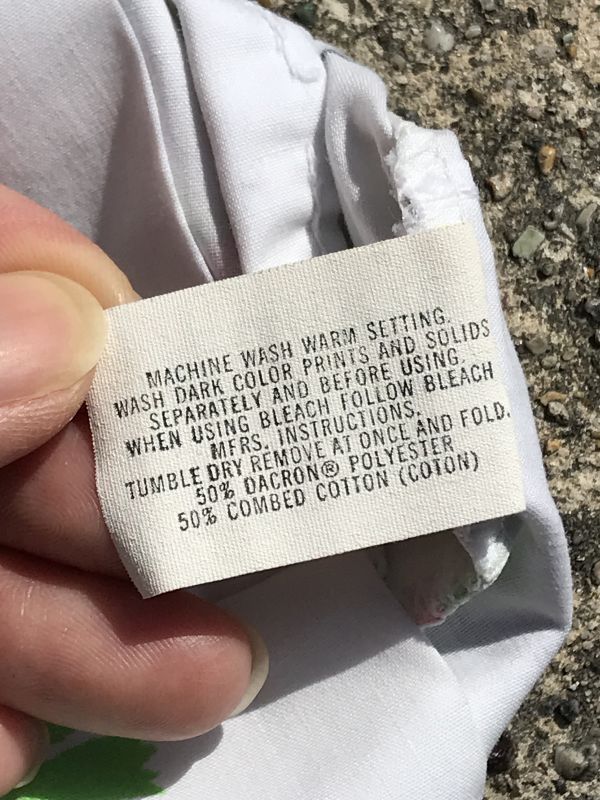 MACHINE WASH WARM SETTING.
WASH DARK COLOR PRINTS AND SOLIDS
SEPARATELY AND BEFORE USING.
WHEN USING BLEACH FOLLOW BLEACH
MFRS. INSTRUCTIONS.
TUMBLE DRY REMOVE AT ONCE AND FOLD.
50% DACRON® POLYESTER
50% COMBED COTTON (COTON)